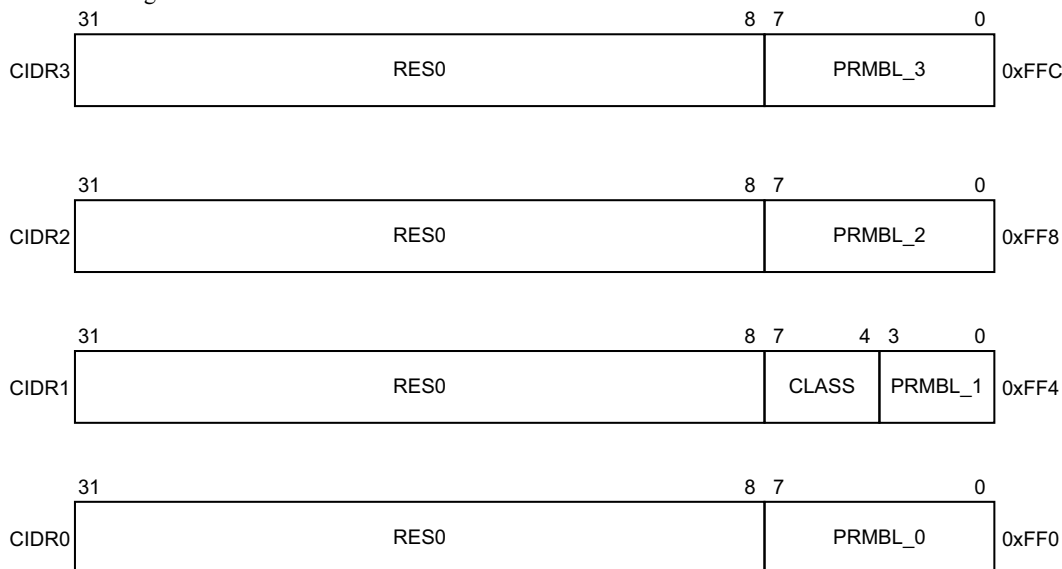 31 8 7 0
CIDR3 RES0 PRMBL_3 0xFFC
31 8 7 0
CIDR2 RES0 PRMBL_2 0xFF8
31 8 7 4 3 0
CIDR1 RES0 CLASS PRMBL_1 0xFF4
31 8 7 0
CIDR0 RES0 PRMBL_0 0xFF0